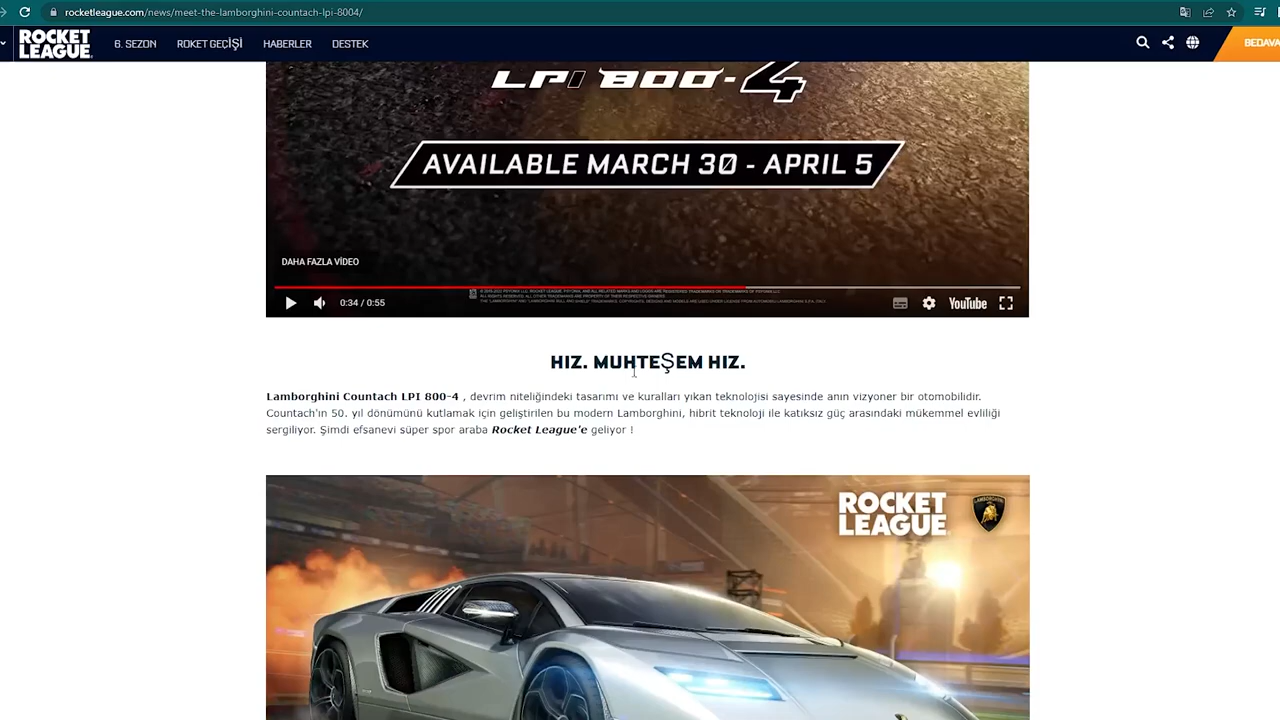 rocketleague.com/news/meet-the-lamborghini-countach-lpi-8004/
ROCKET
LEAGUE
6. SEZON
ROKET GEÇİŞİ
HABERLER
DESTEK
BEDAVA
LPI 800-4
AVAILABLE MARCH 30 - APRIL 5
DAHA FAZLA VİDEO
0:34 / 0:55
YouTube
HIZ. MUHTEŞEM HIZ.
Lamborghini Countach LPI 800-4 , devrim niteliğindeki tasarımı ve kuralları yıkan teknolojisi sayesinde anın vizyoner bir otomobilidir.
Countach'ın 50. yıl dönümünü kutlamak için geliştirilen bu modern Lamborghini, hibrit teknoloji ile katıksız güç arasındaki mükemmel evliliği
sergiliyor. Şimdi efsanevi süper spor araba Rocket League'e geliyor !
ROCKET
LEAGUE
LAMBORGHINI